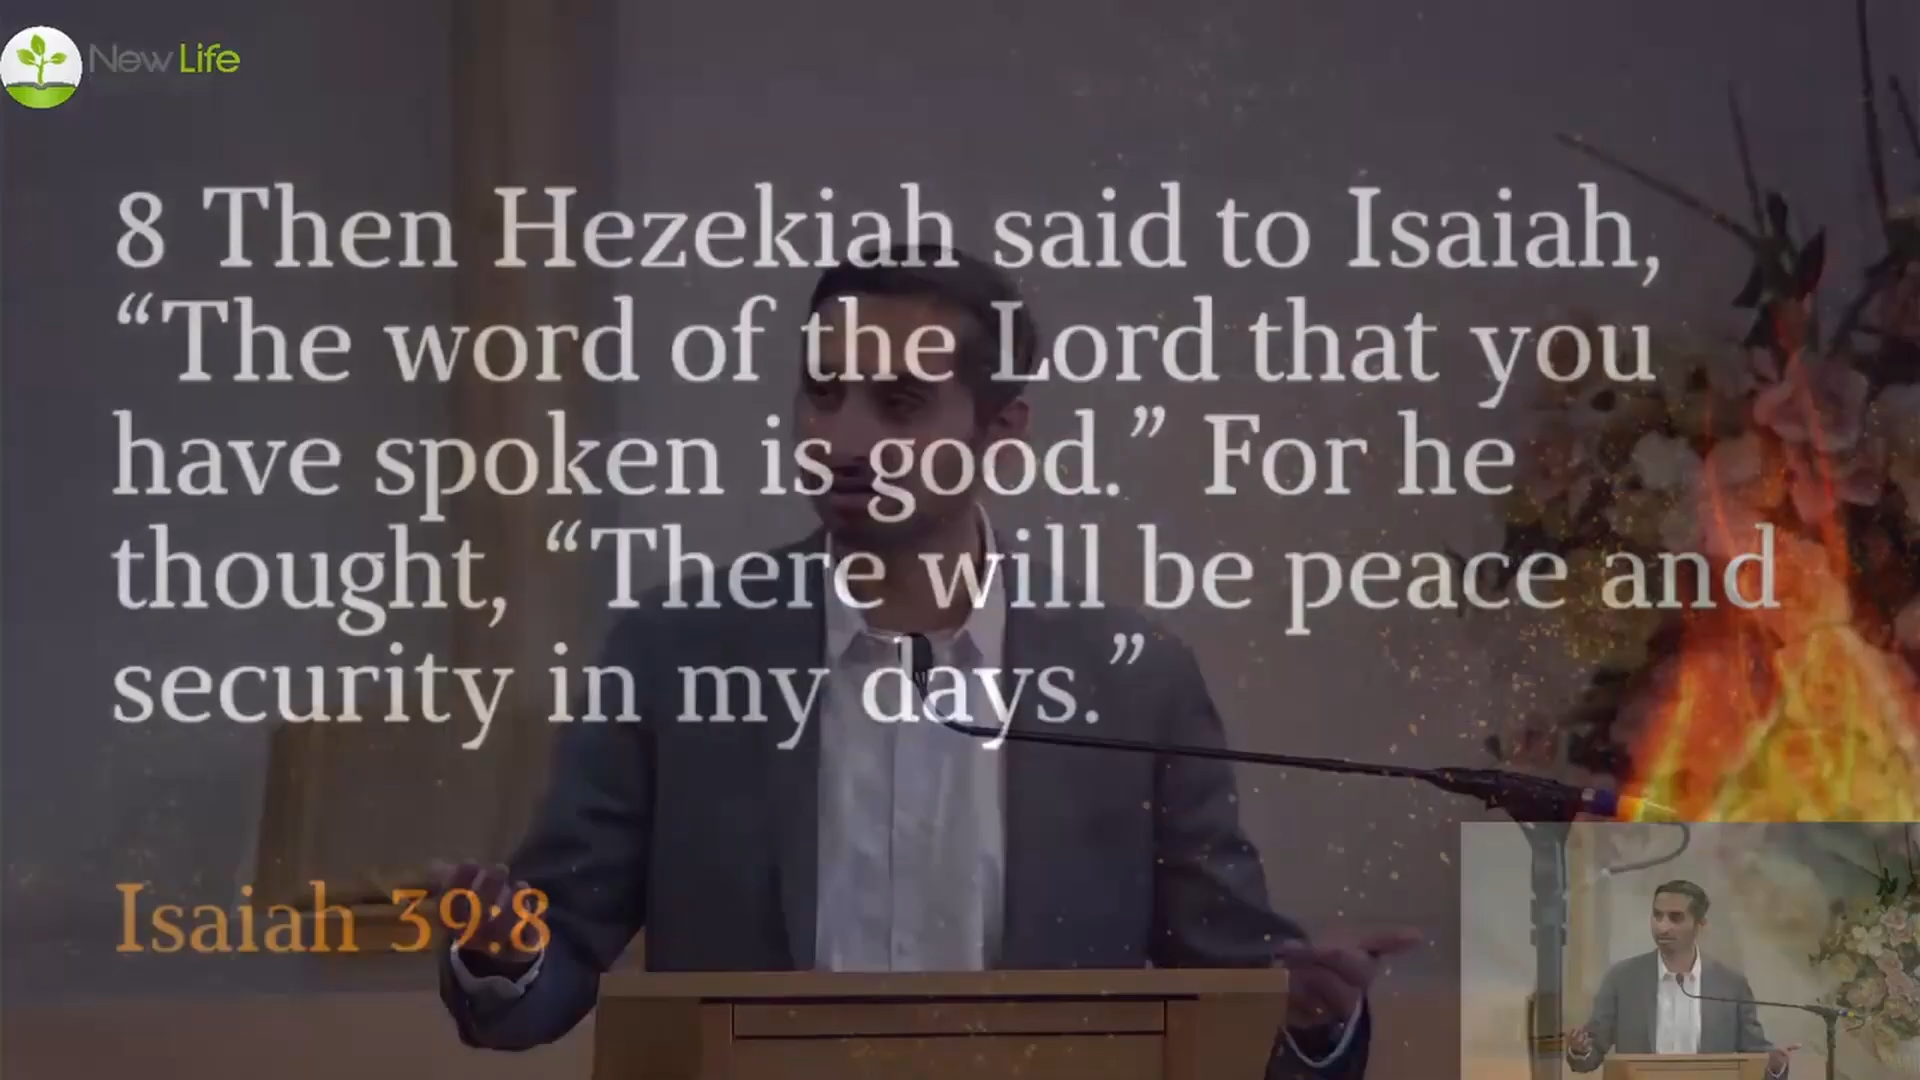 New Life
8 Then Hezekiah said to Isaiah,
“The word of the Lord that you
have spoken is good.” For he
thought, “There will be peace and
security in my days.”
Isaiah 39:8